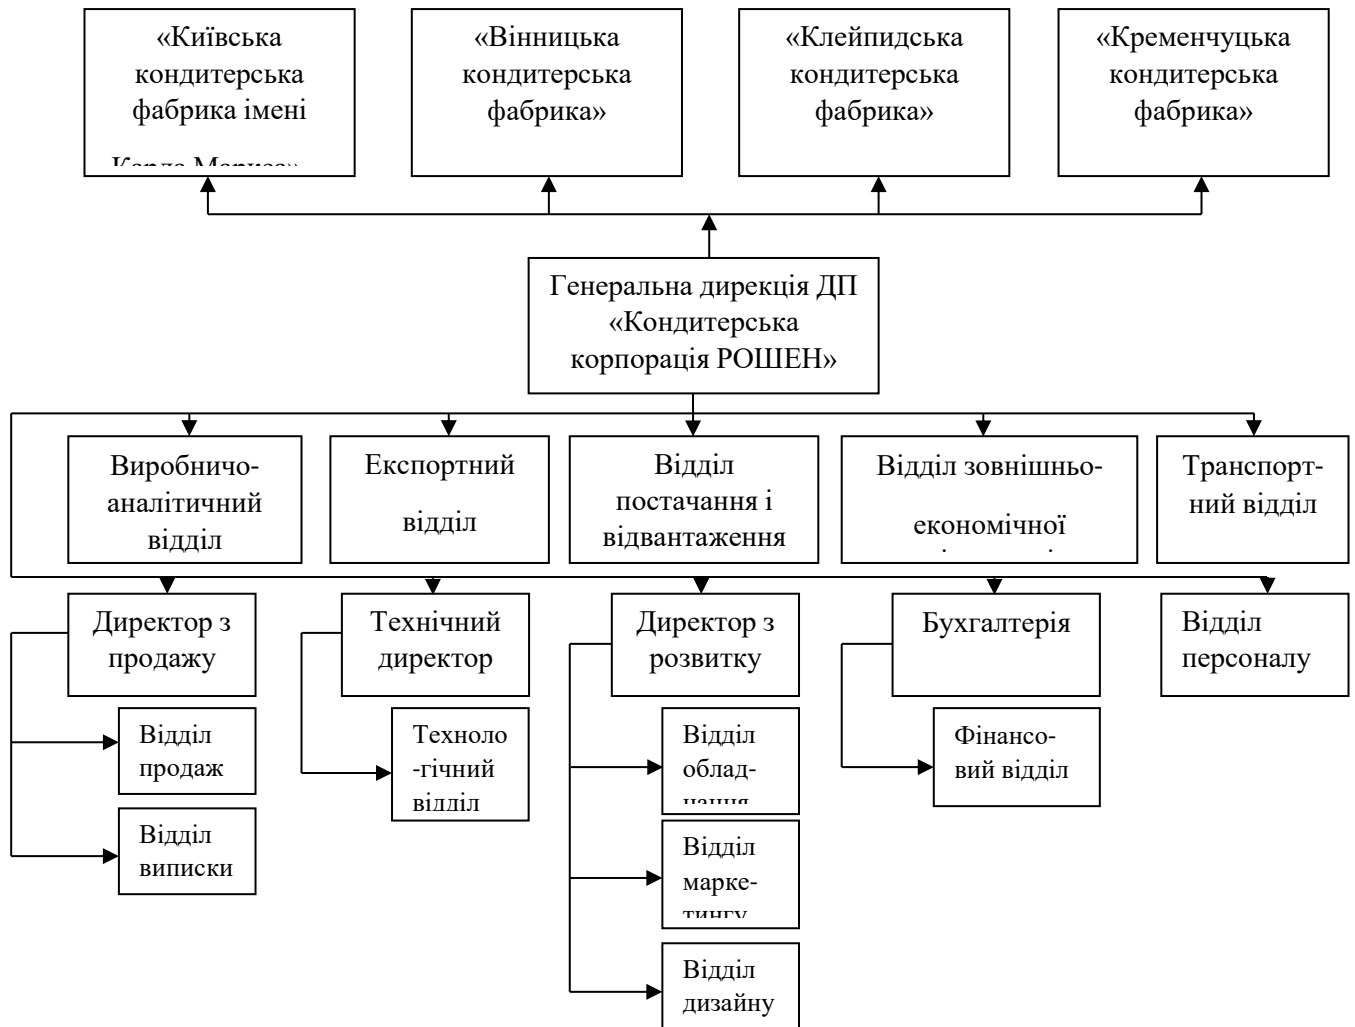 «Київська
кондитерська
фабрика імені
«Вінницька
кондитерська
фабрика»
«Клейпидська
кондитерська
фабрика»
«Кременчуцька
кондитерська
фабрика»
Генеральна дирекція ДП
«Кондитерська
корпорація РОШЕН»
Виробничо-
аналітичний
відділ
Експортний
відділ
Відділ
постачання і
відвантаження
Відділ зовнішньо-
економічної
Транспорт-
ний відділ
Директор з
продажу
Технічний
директор
Директор з
розвитку
Бухгалтерія
Відділ
персоналу
Відділ
продаж
Техноло
-гічний
відділ
Відділ
облад-
нання
Фінансо-
вий відділ
Відділ
виписки
Відділ
марке-
тингу
Відділ
дизайну